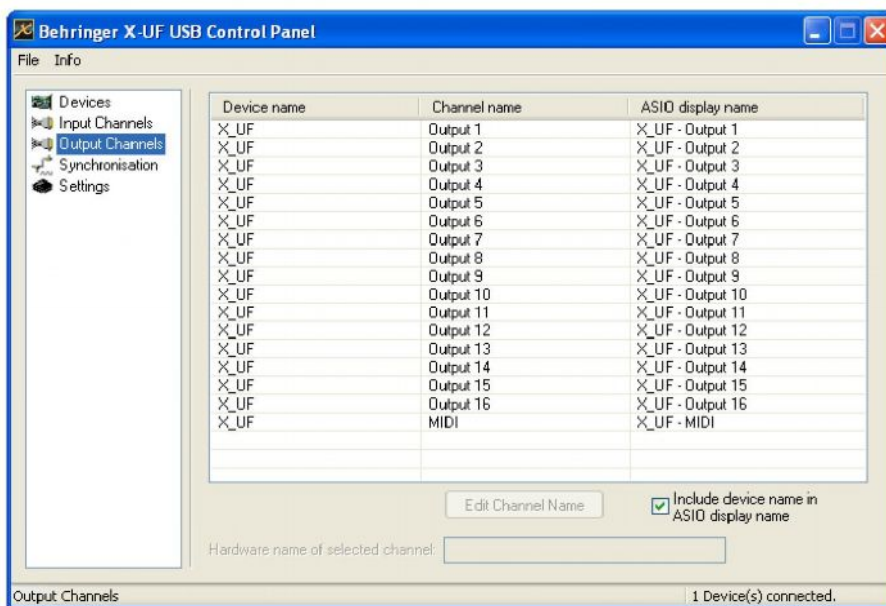 Behringer X-UF USB Control Panel
File Info
Devices
Input Channels
Output Channels
Synchronisation
Settings
Device name Channel name ASIO display name
X_UF Output 1 X_UF - Output 1
X_UF Output 2 X_UF - Output 2
X_UF Output 3 X_UF - Output 3
X_UF Output 4 X_UF - Output 4
X_UF Output 5 X_UF - Output 5
X_UF Output 6 X_UF - Output 6
X_UF Output 7 X_UF - Output 7
X_UF Output 8 X_UF - Output 8
X_UF Output 9 X_UF - Output 9
X_UF Output 10 X_UF - Output 10
X_UF Output 11 X_UF - Output 11
X_UF Output 12 X_UF - Output 12
X_UF Output 13 X_UF - Output 13
X_UF Output 14 X_UF - Output 14
X_UF Output 15 X_UF - Output 15
X_UF Output 16 X_UF - Output 16
X_UF MIDI X_UF - MIDI
Edit Channel Name
Include device name in
ASIO display name
Hardware name of selected channel:
Output Channels 1 Device(s) connected.